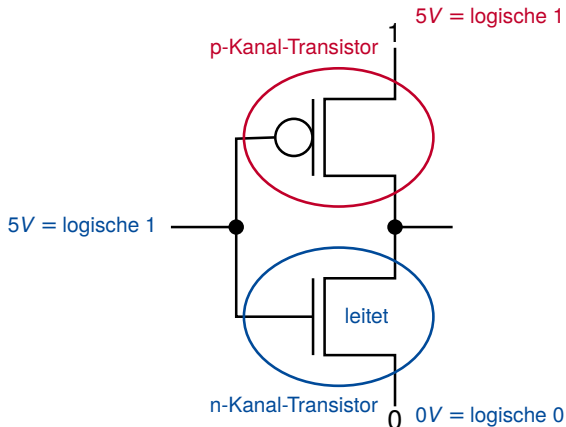 5V = logische 1
1
p-Kanal-Transistor
5V = logische 1
leitet
n-Kanal-Transistor
0
0V = logische 0